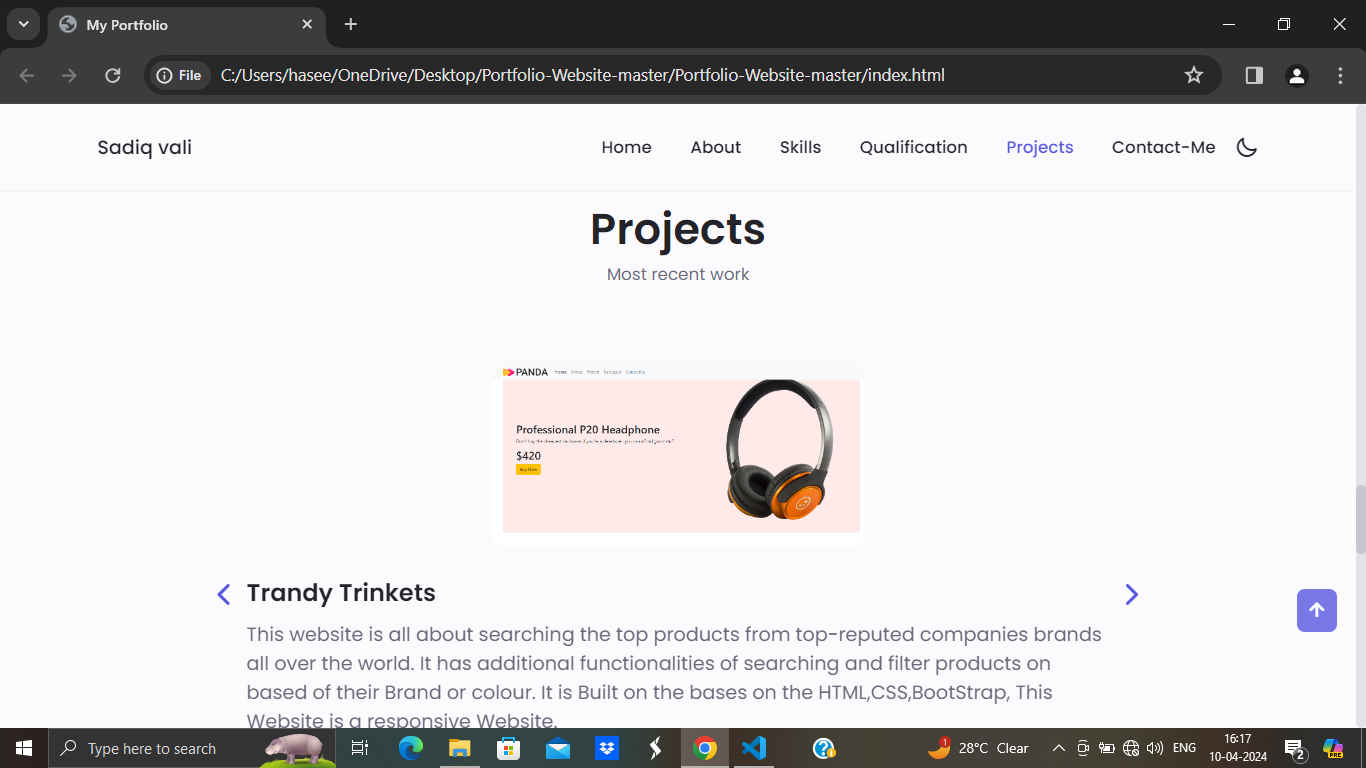 My Portfolio
File C:/Users/hasee/OneDrive/Desktop/Portfolio-Website-master/Portfolio-Website-master/index.html
Sadiq vali Home About Skills Qualification Projects Contact-Me
Projects
Most recent work
PANDA Home Watch Subscribe
Professional P20 Headphone
$420
Buy Now
Trandy Trinkets
This website is all about searching the top products from top-reputed companies brands
all over the world. It has additional functionalities of searching and filter products on
based of their Brand or colour. It is Built on the bases on the HTML,CSS,BootStrap, This
Website is a responsive Website.
Type here to search
1 28°C Clear ENG 16:17 2 PRE
10-04-2024